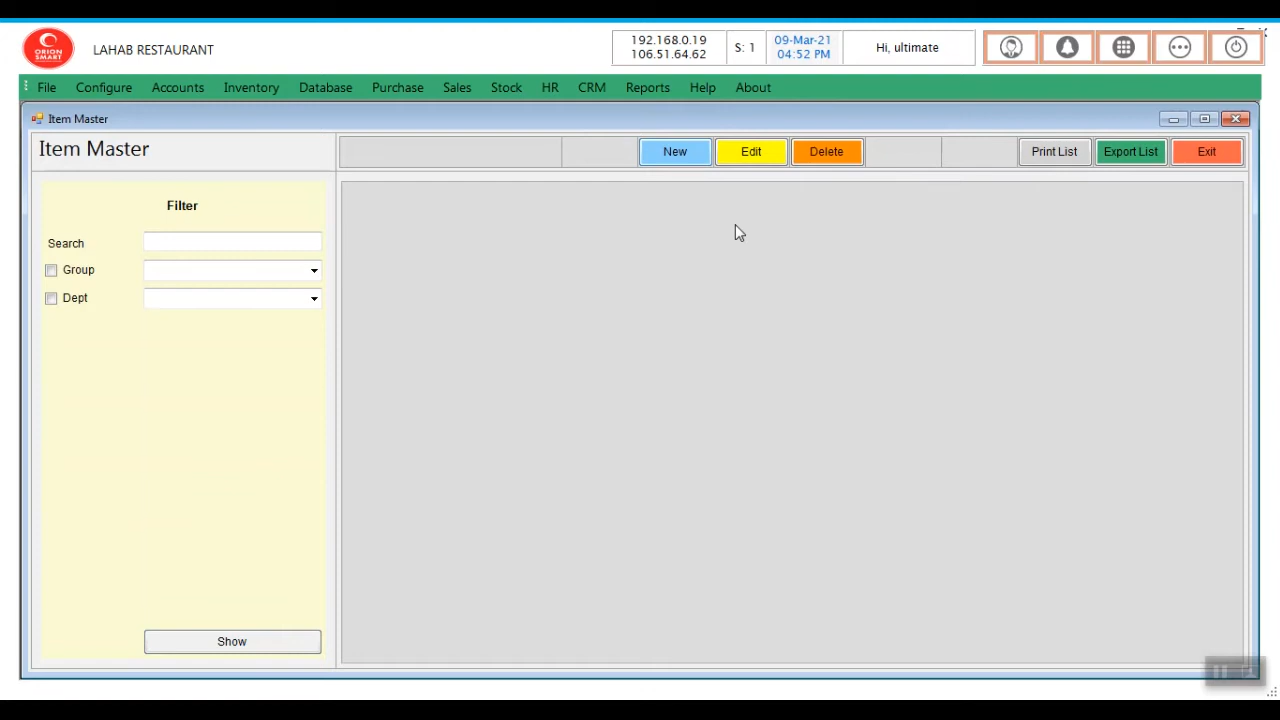 ORION
SMART
LAHAB RESTAURANT
192.168.0.19
106.51.64.62
S: 1
09-Mar-21
04:52 PM
Hi, ultimate
File Configure Accounts Inventory Database Purchase Sales Stock HR CRM Reports Help About
Item Master
Item Master
New Edit Delete Print List Export List Exit
Filter
Search
Group
Dept
Show